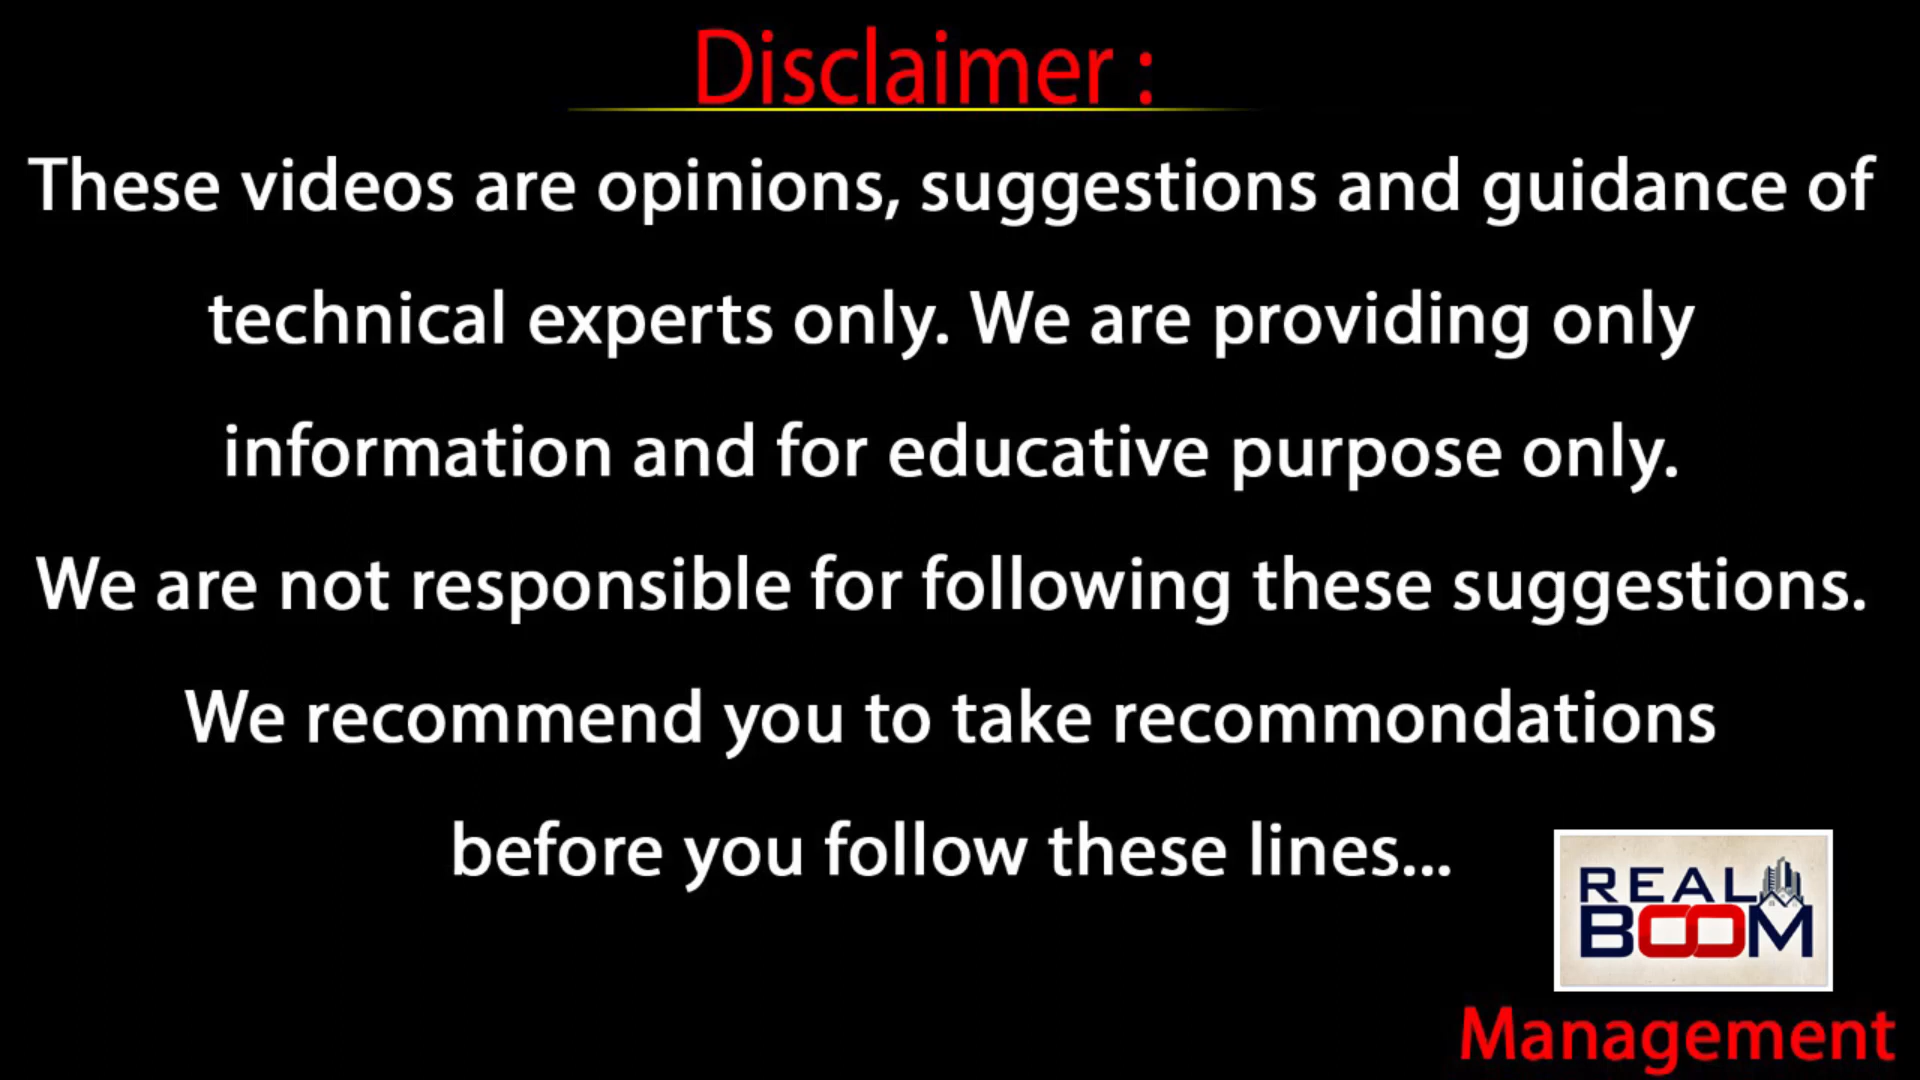 Disclaimer :
These videos are opinions, suggestions and guidance of
technical experts only. We are providing only
information and for educative purpose only.
We are not responsible for following these suggestions.
We recommend you to take recommondations
before you follow these lines...
REAL
BOOM
Management